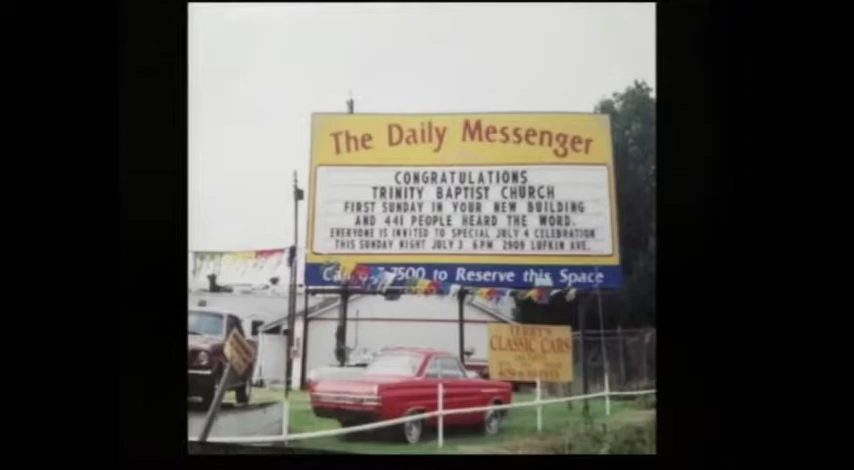 The Daily Messenger
CONGRATULATIONS
TRINITY BAPTIST CHURCH
FIRST SUNDAY IN YOUR NEW BUILDING
AND 441 PEOPLE HEARD THE WORD.
EVERYONE IS INVITED TO SPECIAL JULY 4 CELEBRATION
THIS SUNDAY NIGHT JULY 3 6PM 2909 LUFKIN AVE.
7500 to Reserve this Space
CLASSIC CARS